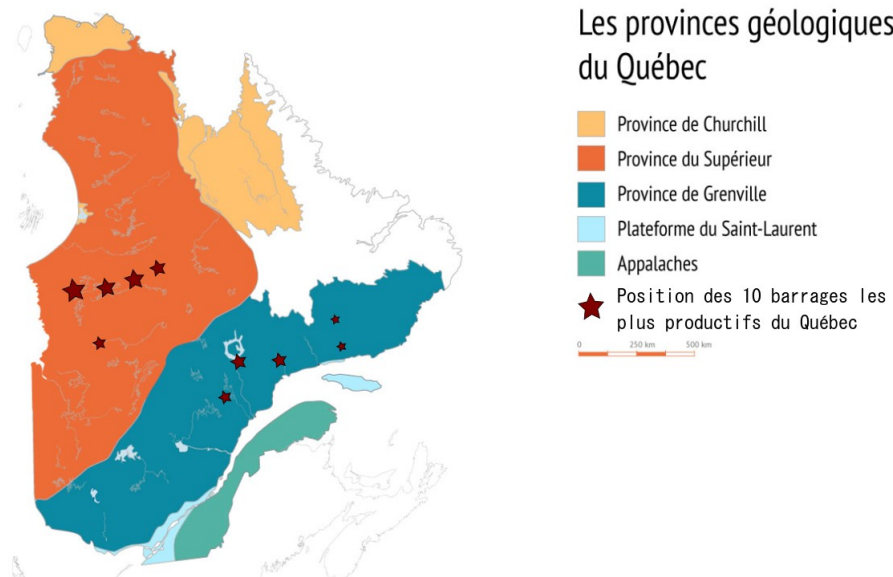 Les provinces géologiques
du Québec
Province de Churchill
Province du Supérieur
Province de Grenville
Plateforme du Saint-Laurent
Appalaches
Position des 10 barrages les
plus productifs du Québec
0 250 km 500 km